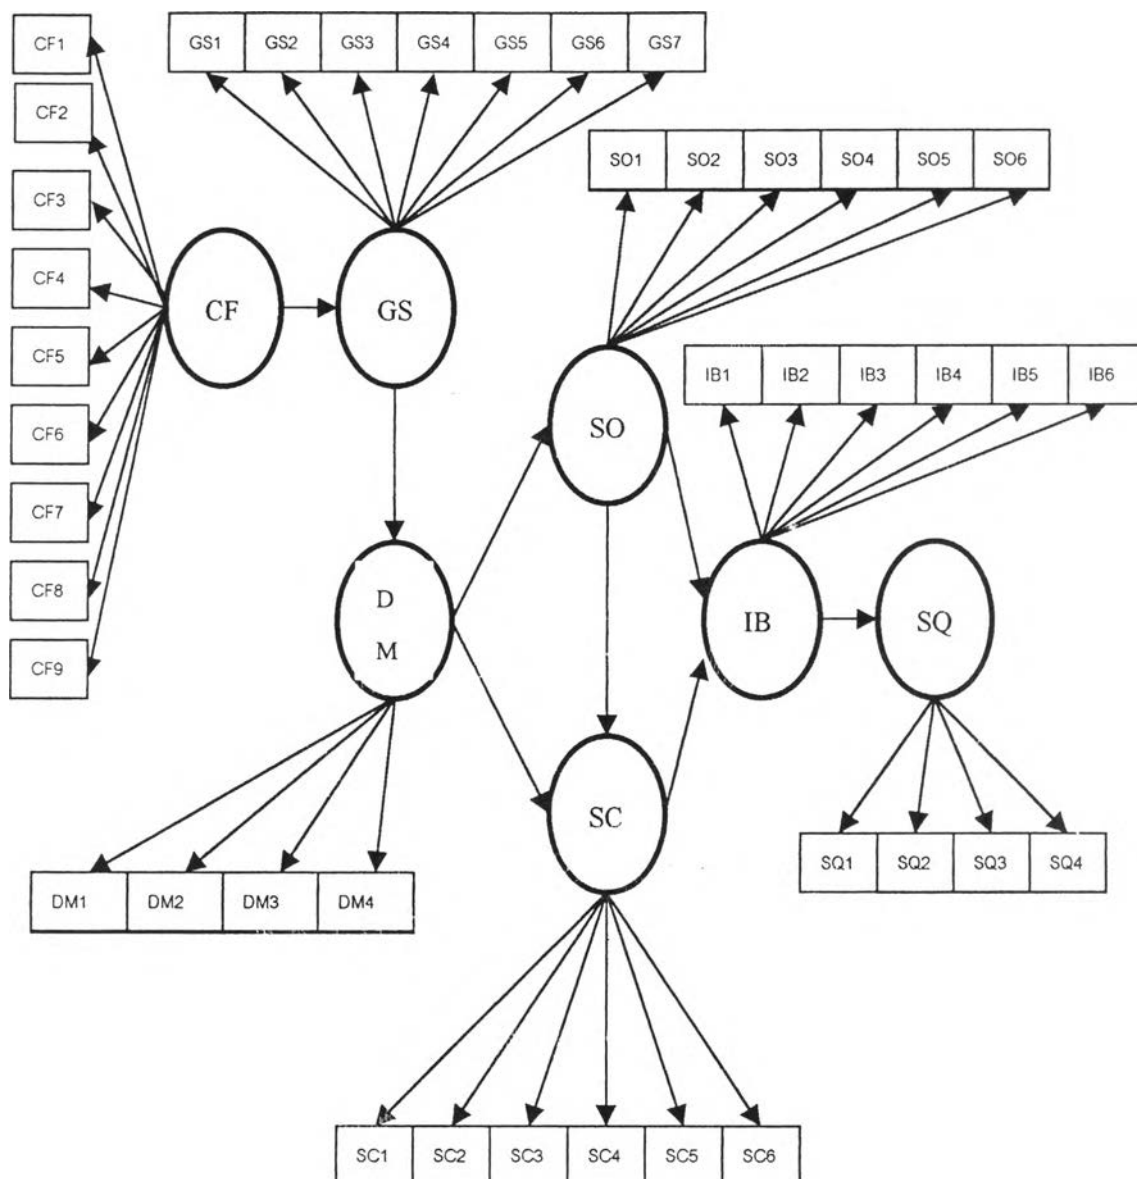 CF1
CF2
CF3
CF4
CF5
CF6
CF7
CF8
CF9
GS1 GS2 GS3 GS4 GS5 GS6 GS7
SO1 SO2 SO3 SO4 SO5 SO6
CF
GS
SO
IB1 IB2 IB3 IB4 IB5 IB6
D
M
IB
SQ
SC
SQ1 SQ2 SQ3 SQ4
DM1 DM2 DM3 DM4
SC1 SC2 SC3 SC4 SC5 SC6